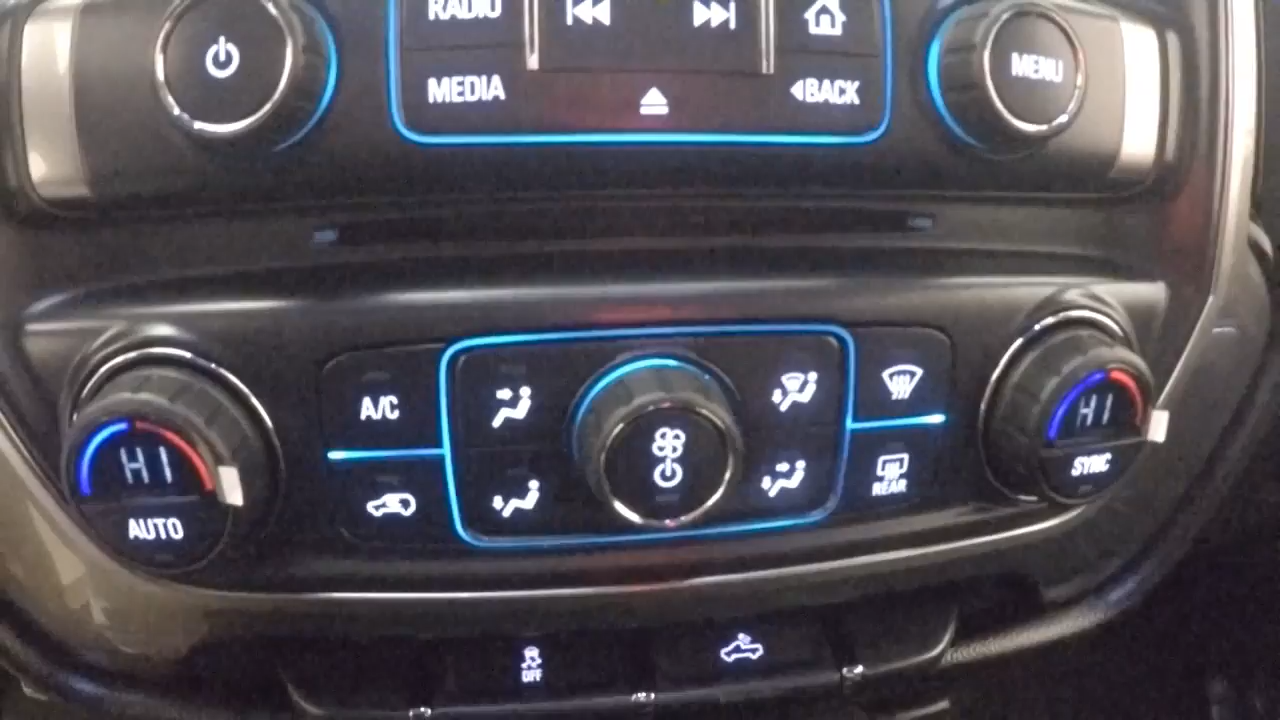 RADIO
MEDIA
BACK
MENU
A/C
HI
AUTO
REAR
HI
SYNC
OFF